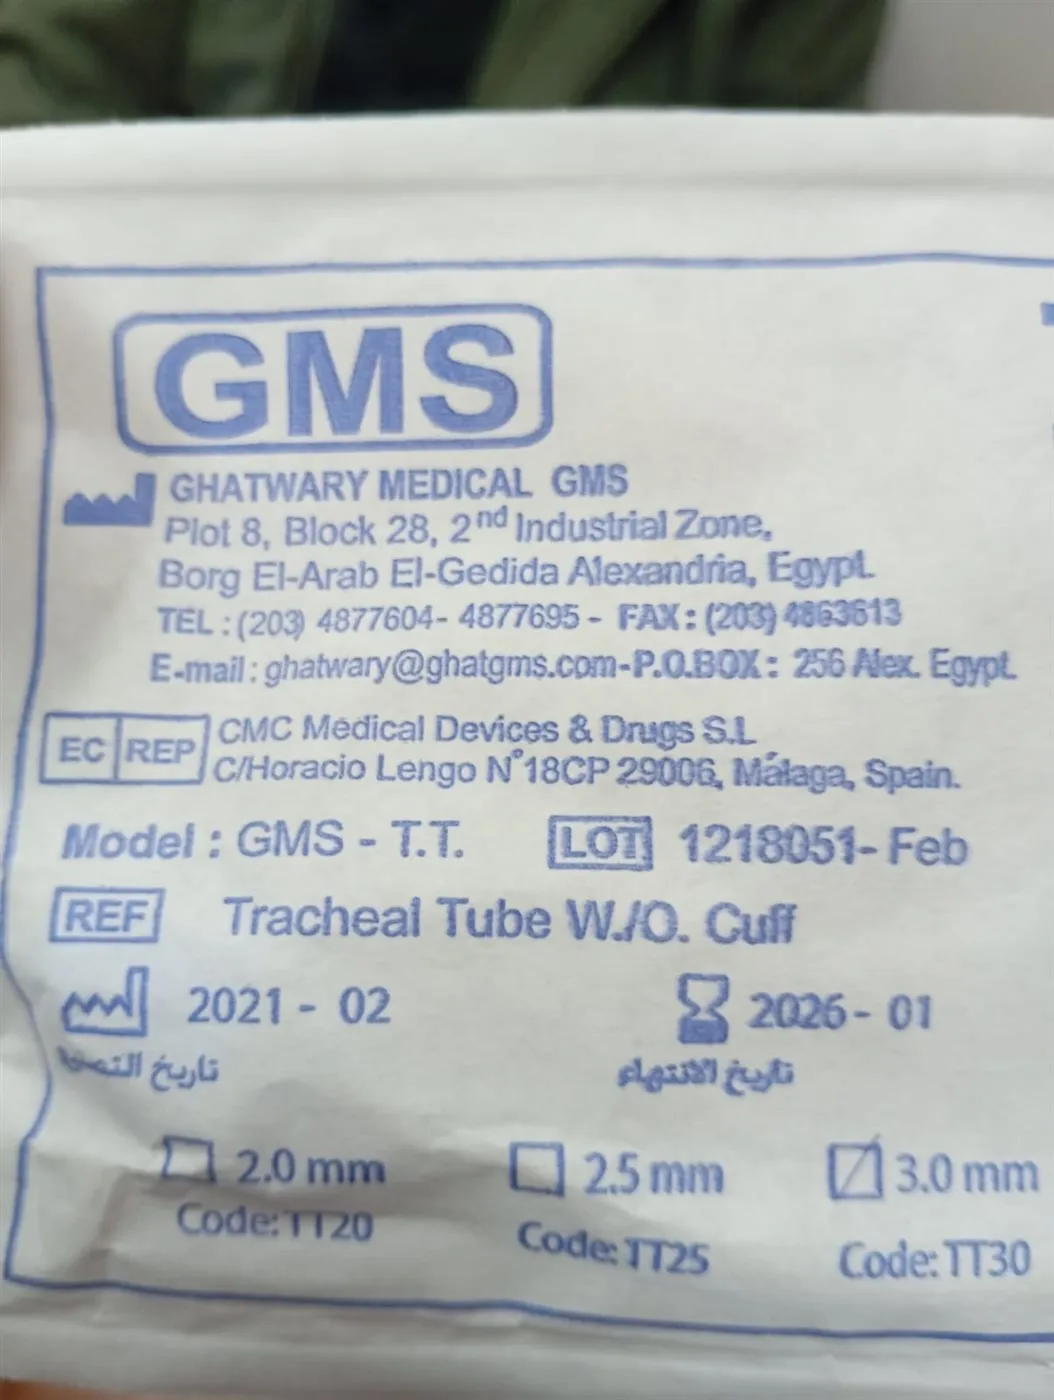 GMS
GHATWARY MEDICAL GMS
Plot 8, Block 28, 2nd Industrial Zone,
Borg El-Arab El-Gedida Alexandria, Egypt.
TEL : (203) 4877604- 4877695 - FAX : (203) 4863613
E-mail : ghatwary@ghatgms.com-P.O.BOX : 256 Alex. Egypt.
EC REP CMC Medical Devices & Drugs S.L
C/Horacio Lengo N°18CP 29006, Málaga, Spain.
Model : GMS - T.T. LOT 1218051- Feb
REF Tracheal Tube W./O. Cuff
2021 - 02 2026 - 01
تاريخ تاريخ الانتهاء
2.0 mm 2.5 mm 3.0 mm
Code: TT20 Code: TT25 Code: TT30